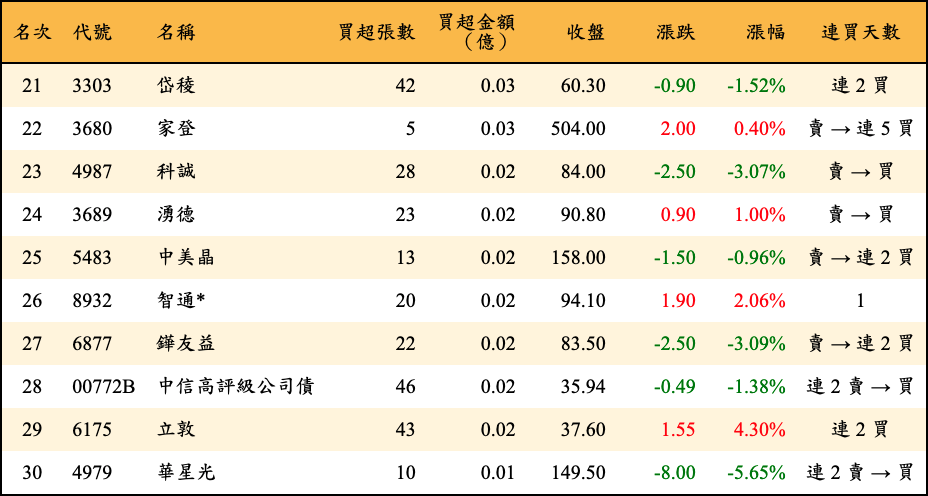 名次 代號 名稱 買超張數 買超金額（億） 收盤 漲跌 漲幅 連買天數
21 3303 岱稜 42 0.03 60.30 -0.90 -1.52% 連 2 買
22 3680 家登 5 0.03 504.00 2.00 0.40% 賣 → 連 5 買
23 4987 科誠 28 0.02 84.00 -2.50 -3.07% 賣 → 買
24 3689 湧德 23 0.02 90.80 0.90 1.00% 賣 → 買
25 5483 中美晶 13 0.02 158.00 -1.50 -0.96% 賣 → 連 2 買
26 8932 智通* 20 0.02 94.10 1.90 2.06% 1
27 6877 鏵友益 22 0.02 83.50 -2.50 -3.09% 賣 → 連 2 買
28 00772B 中信高評級公司債 46 0.02 35.94 -0.49 -1.38% 連 2 賣 → 買
29 6175 立敦 43 0.02 37.60 1.55 4.30% 連 2 買
30 4979 華星光 10 0.01 149.50 -8.00 -5.65% 連 2 賣 → 買